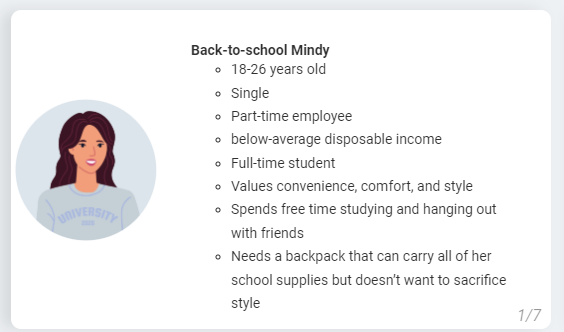 Back-to-school Mindy
18-26 years old
Single
Part-time employee
below-average disposable income
Full-time student
Values convenience, comfort, and style
Spends free time studying and hanging out
with friends
Needs a backpack that can carry all of her
school supplies but doesn't want to sacrifice
style
UNIVERSITY
1/7